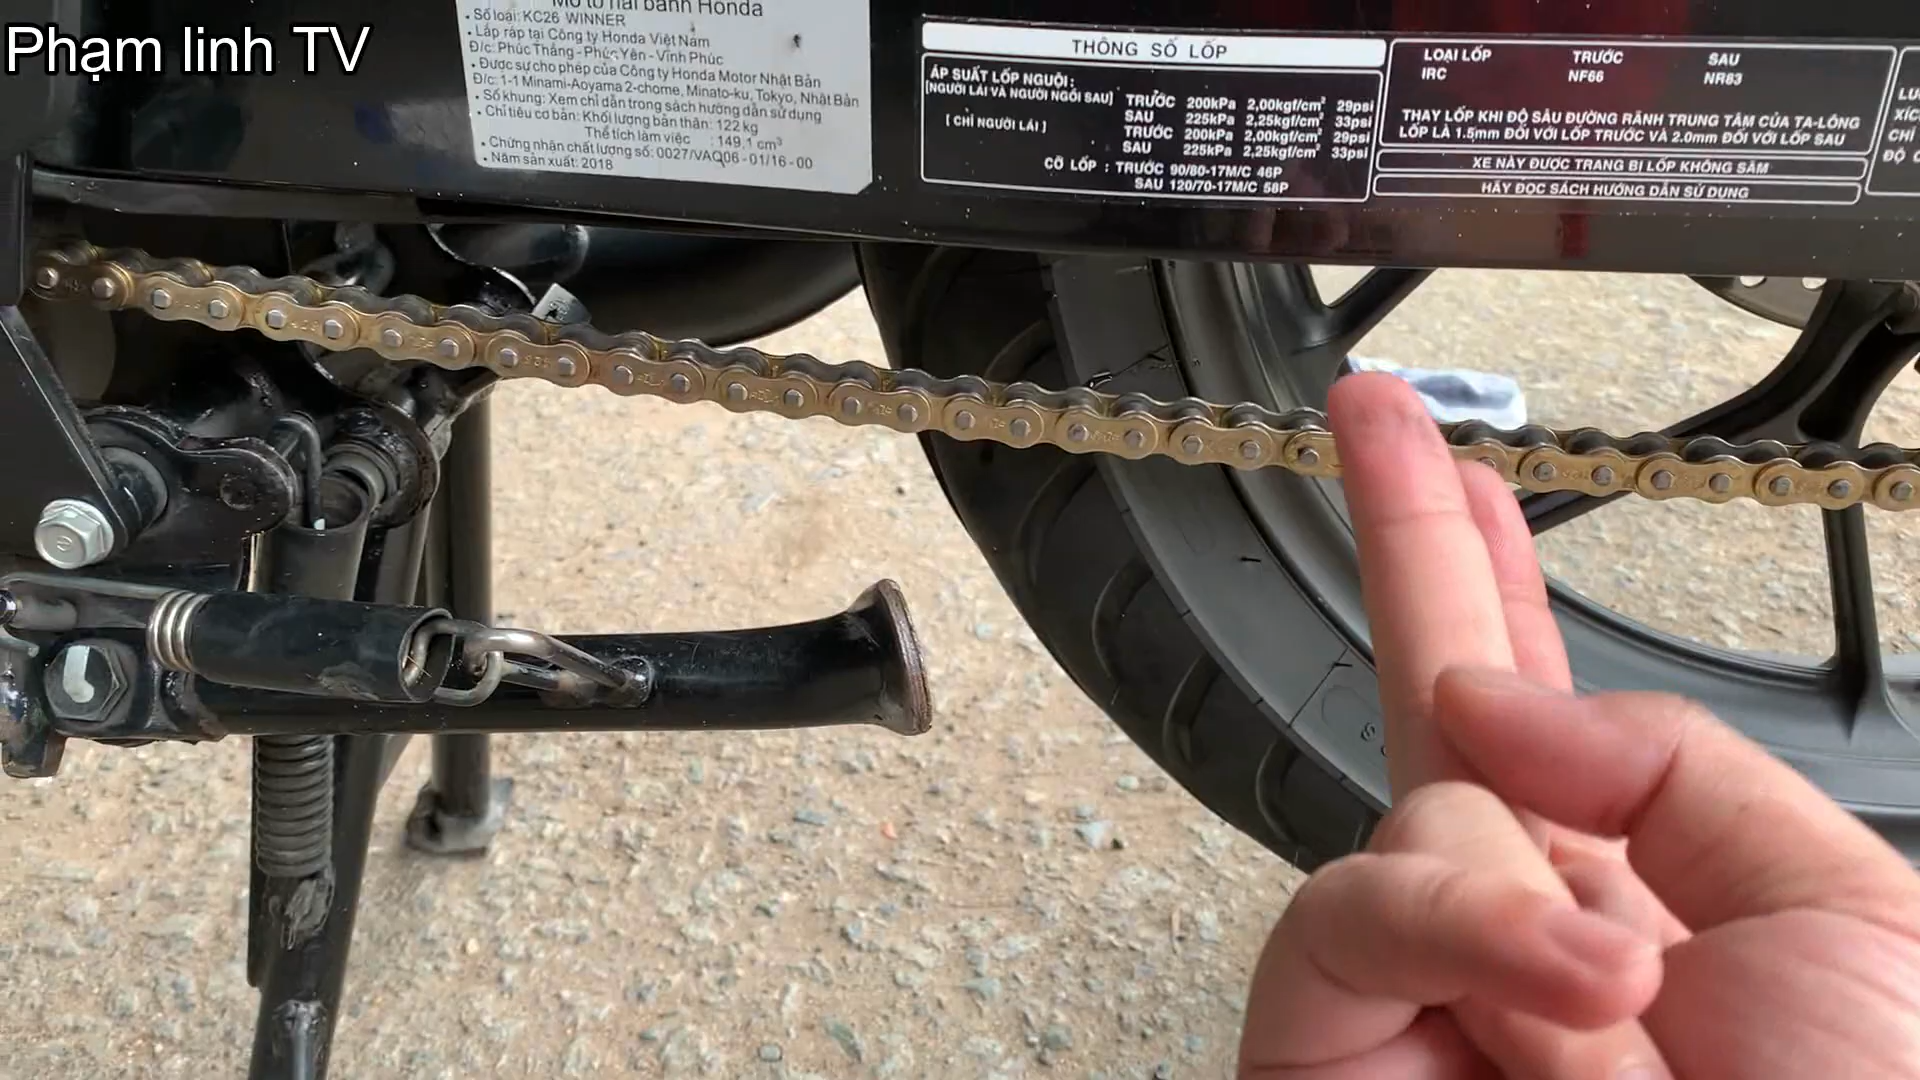 Phạm linh TV
Mô tô hai bánh Honda
• Số loại: KC26 WINNER
• Lắp ráp tại Công ty Honda Việt Nam
Đ/c: Phúc Thắng - Phúc Yên - Vĩnh Phúc
• Được sự cho phép của Công ty Honda Motor Nhật Bản
Đ/c: 1-1 Minami-Aoyama 2-chome, Minato-ku, Tokyo, Nhật Bản
• Số khung: Xem chỉ dẫn trong sách hướng dẫn sử dụng
• Chỉ tiêu cơ bản: Khối lượng bản thân: 122 kg
Thể tích làm việc : 149,1 cm³
• Chứng nhận chất lượng số: 0027/VAQ06 - 01/16 - 00
• Năm sản xuất: 2018
THÔNG SỐ LỐP
ÁP SUẤT LỐP NGUỘI:
[NGƯỜI LÁI VÀ NGƯỜI NGỒI SAU] TRƯỚC 200kPa 2,00kgf/cm² 29psi
SAU 225kPa 2,25kgf/cm² 33psi
[CHỈ NGƯỜI LÁI] TRƯỚC 200kPa 2,00kgf/cm² 29psi
SAU 225kPa 2,25kgf/cm² 33psi
CỠ LỐP : TRƯỚC 90/80-17M/C 46P
SAU 120/70-17M/C 58P
LOẠI LỐP TRƯỚC SAU
IRC NF66 NR83
THAY LỐP KHI ĐỘ SÂU ĐƯỜNG RÃNH TRUNG TÂM CỦA TA-LÔNG
LỐP LÀ 1.5mm ĐỐI VỚI LỐP TRƯỚC VÀ 2.0mm ĐỐI VỚI LỐP SAU
XE NÀY ĐƯỢC TRANG BỊ LỐP KHÔNG SĂM
HÃY ĐỌC SÁCH HƯỚNG DẪN SỬ DỤNG
XÍC
CHỈ
ĐỘ